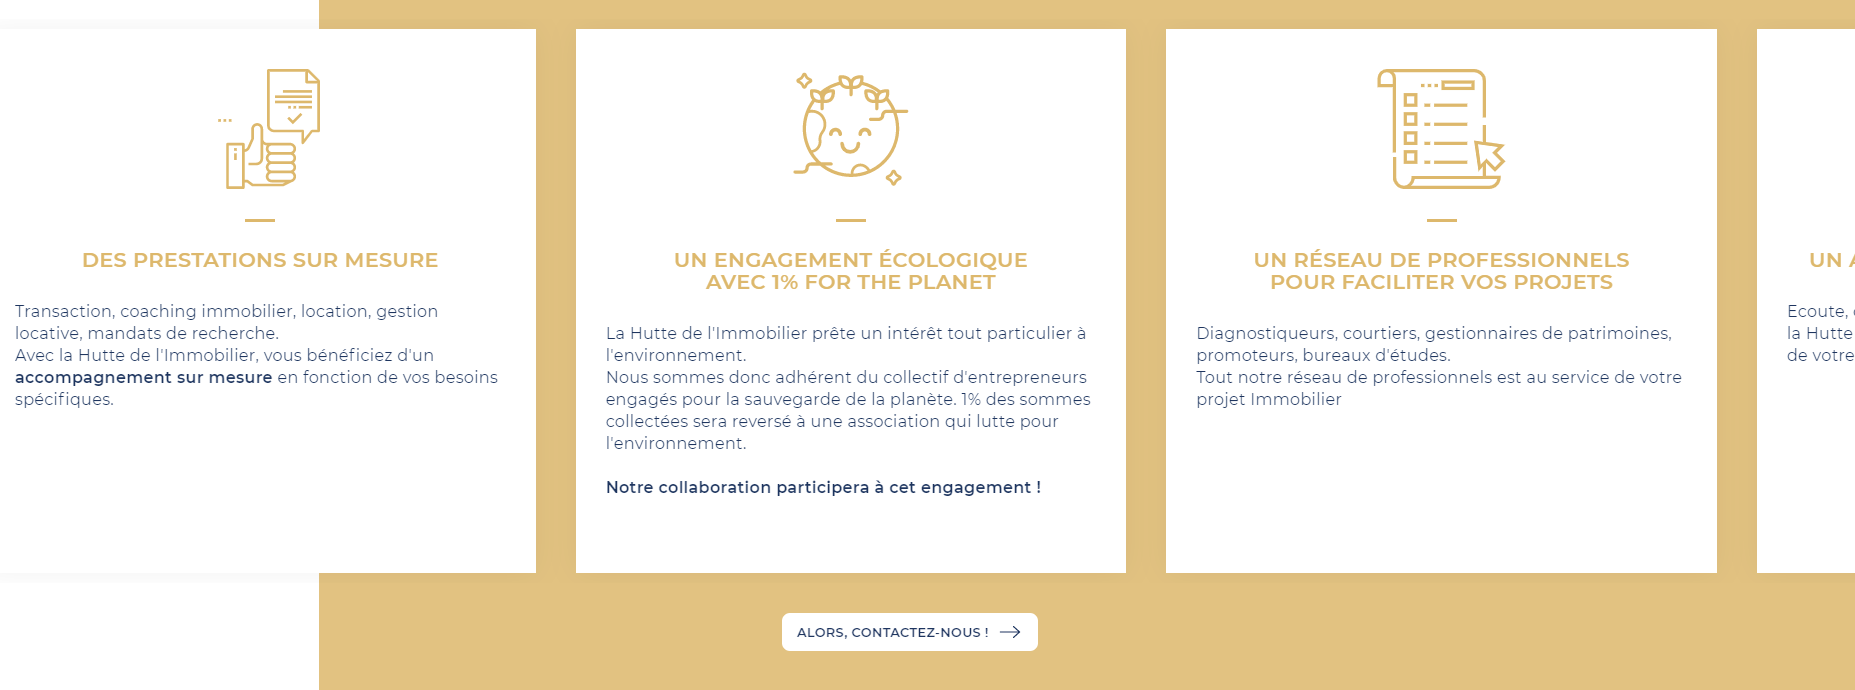 DES PRESTATIONS SUR MESURE
Transaction, coaching immobilier, location, gestion
locative, mandats de recherche.
Avec la Hutte de l'Immobilier, vous bénéficiez d'un
accompagnement sur mesure en fonction de vos besoins
spécifiques.
UN ENGAGEMENT ÉCOLOGIQUE
AVEC 1% FOR THE PLANET
La Hutte de l'Immobilier prête un intérêt tout particulier à
l'environnement.
Nous sommes donc adhérent du collectif d'entrepreneurs
engagés pour la sauvegarde de la planète. 1% des sommes
collectées sera reversé à une association qui lutte pour
l'environnement.
Notre collaboration participera à cet engagement !
UN RÉSEAU DE PROFESSIONNELS
POUR FACILITER VOS PROJETS
Diagnostiqueurs, courtiers, gestionnaires de patrimoines,
promoteurs, bureaux d'études.
Tout notre réseau de professionnels est au service de votre
projet Immobilier
UN
Ecoute,
la Hutte
de votre
ALORS, CONTACTEZ-NOUS !